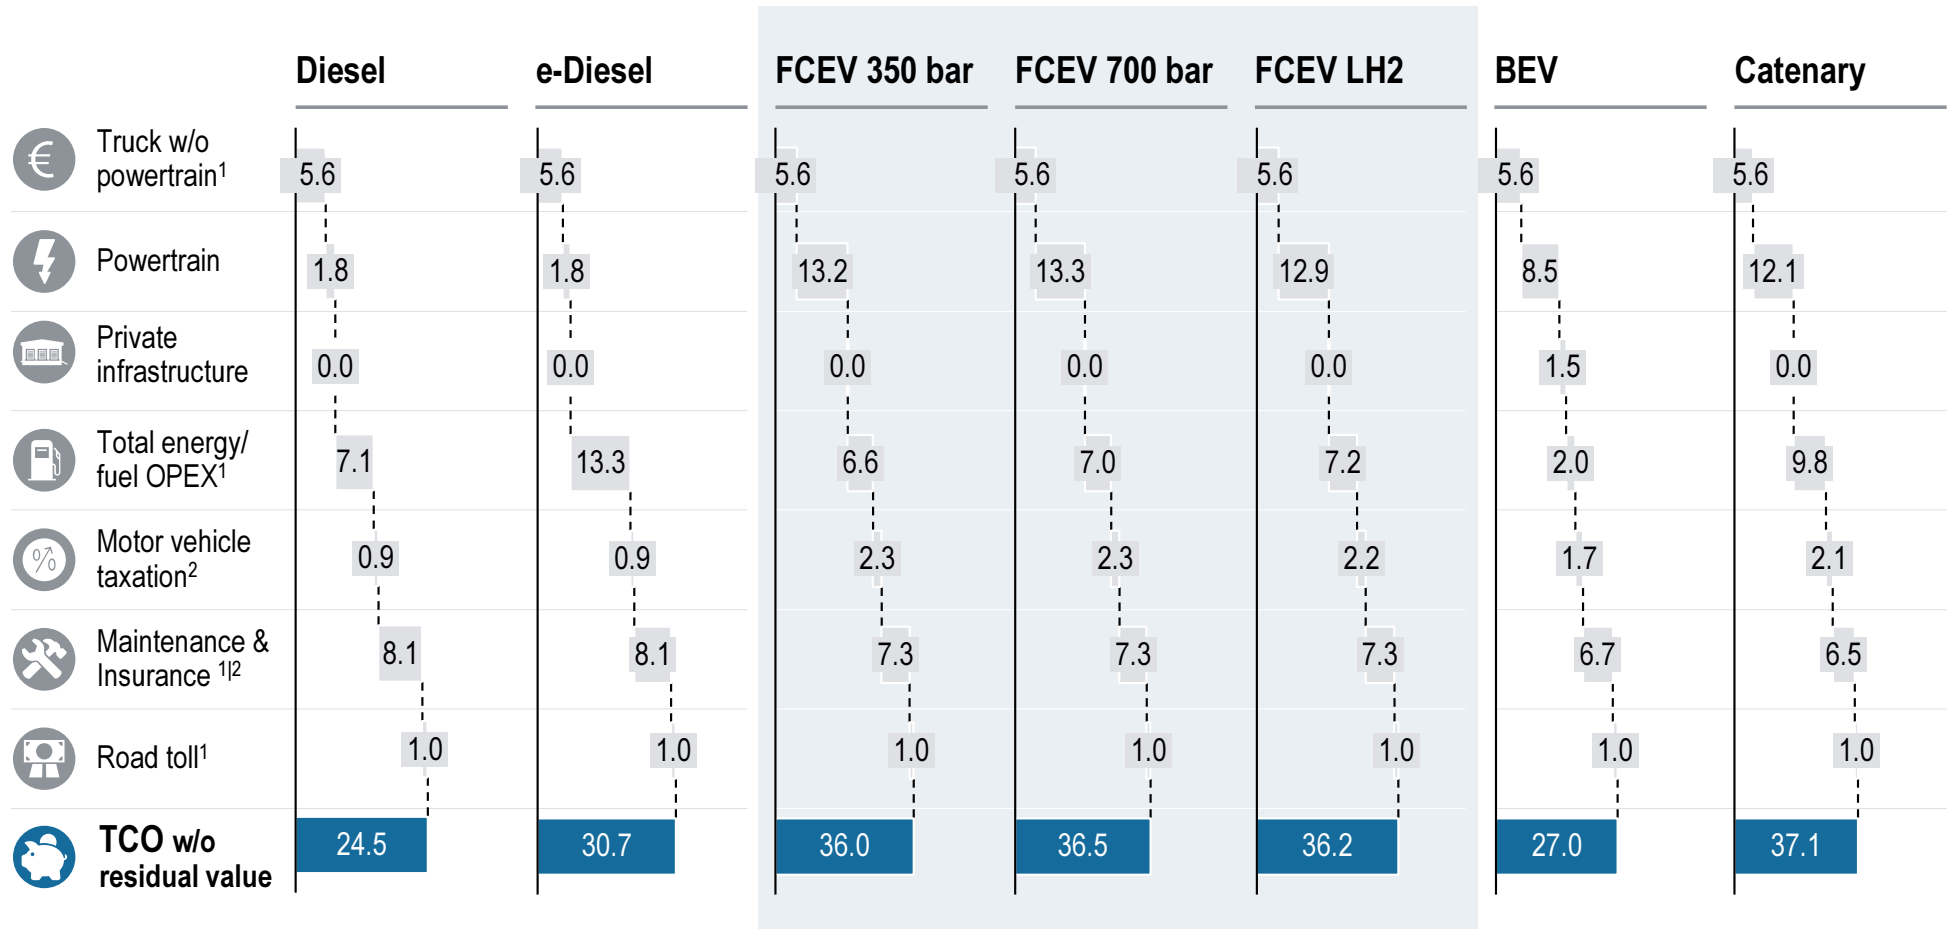 Diesel e-Diesel FCEV 350 bar FCEV 700 bar FCEV LH2 BEV Catenary
€ Truck w/o
powertrain1 5.6 5.6 5.6 5.6 5.6 5.6 5.6
Powertrain 1.8 1.8 13.2 13.3 12.9 8.5 12.1
Private
infrastructure 0.0 0.0 0.0 0.0 0.0 1.5 0.0
Total energy/
fuel OPEX1 7.1 13.3 6.6 7.0 7.2 2.0 9.8
% Motor vehicle
taxation2 0.9 0.9 2.3 2.3 2.2 1.7 2.1
Maintenance &
Insurance 1|2 8.1 8.1 7.3 7.3 7.3 6.7 6.5
Road toll1 1.0 1.0 1.0 1.0 1.0 1.0 1.0
TCO w/o
residual value 24.5 30.7 36.0 36.5 36.2 27.0 37.1